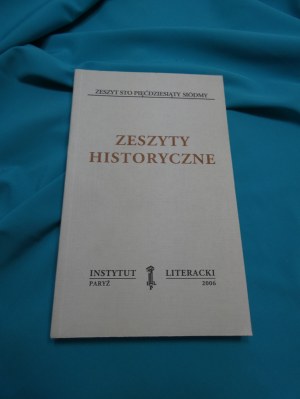 ZESZYT STO PIĘĆDZIESIĄTY SIÓDMY
ZESZYTY
HISTORYCZNE
INSTYTUT LITERACKI
PARYŻ 2006